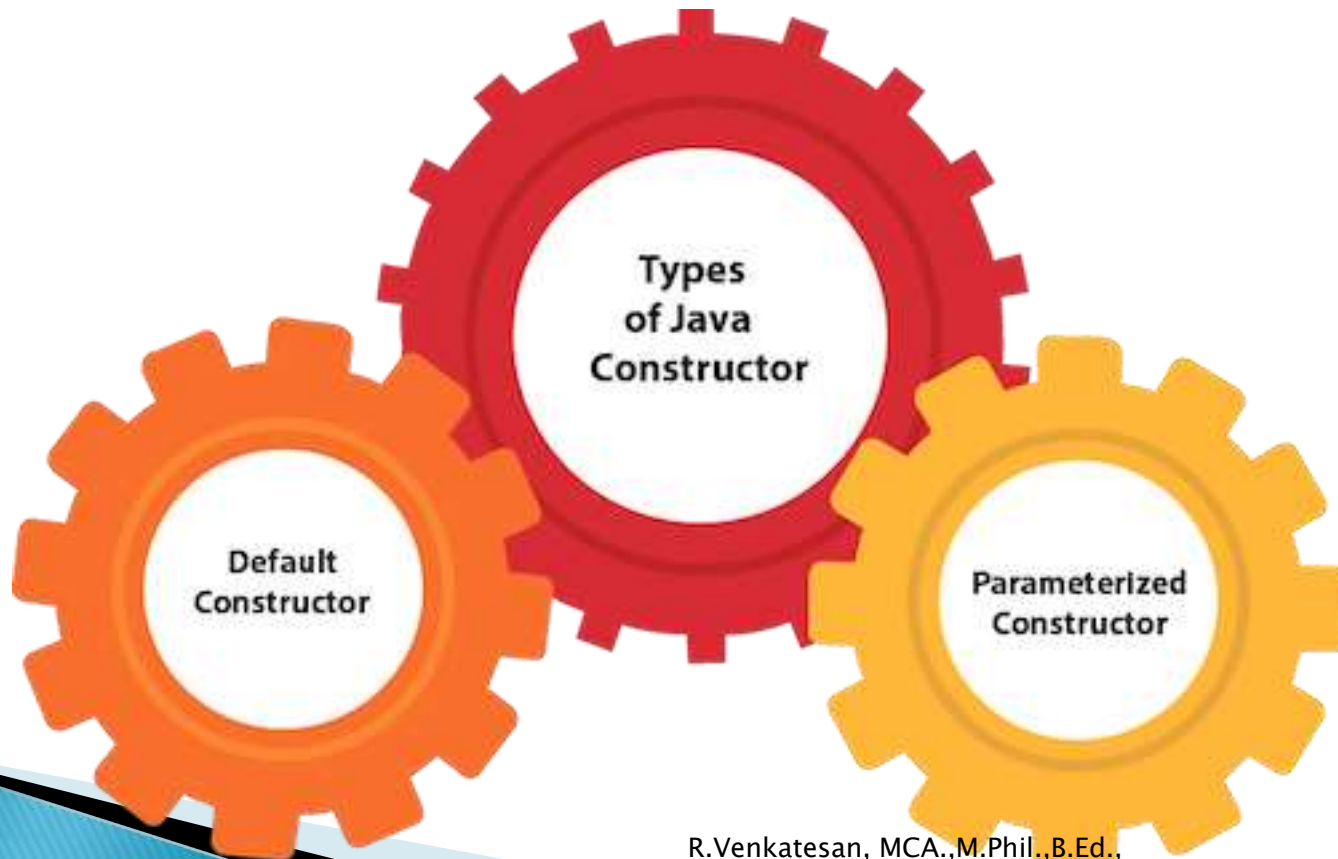 Types
of Java
Constructor
Default
Constructor
Parameterized
Constructor
R.Venkatesan, MCA.,M.Phil.,B.Ed.,